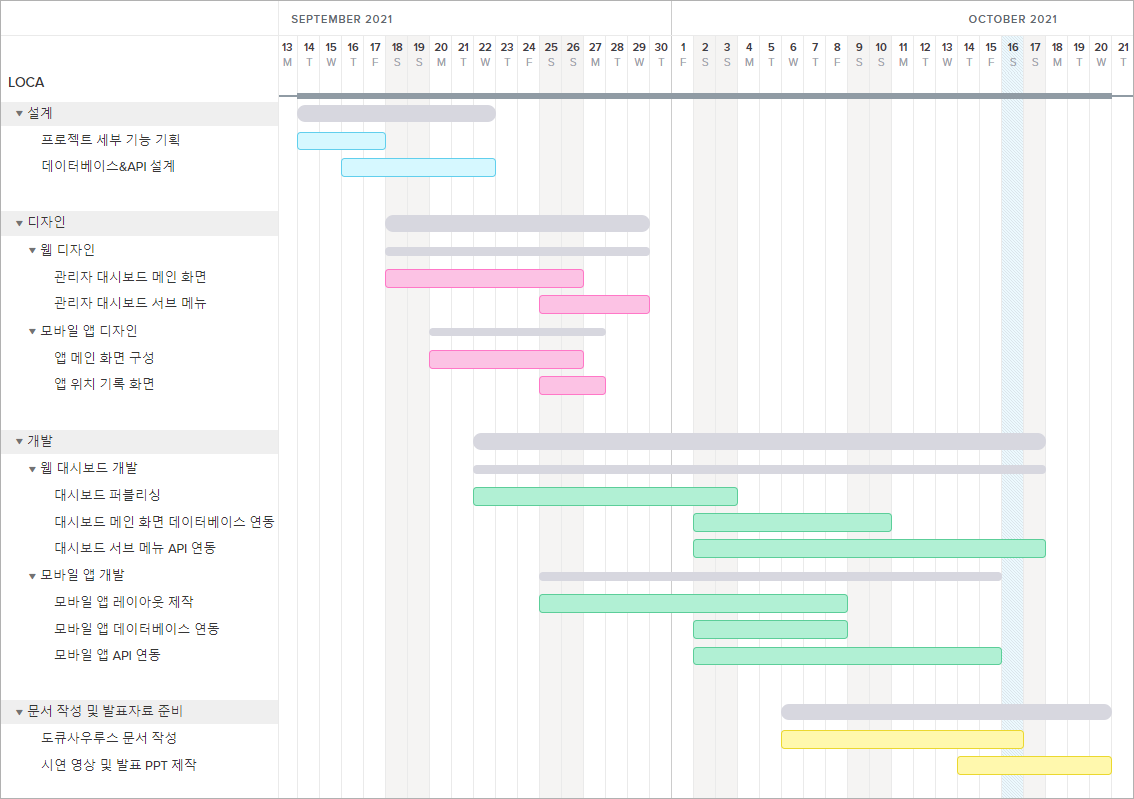 SEPTEMBER 2021 OCTOBER 2021
13 14 15 16 17 18 19 20 21 22 23 24 25 26 27 28 29 30 1 2 3 4 5 6 7 8 9 10 11 12 13 14 15 16 17 18 19 20 21
M T W T F S S M T W T F S S M T W T F S S M T W T F S S M T W T F S S M T W T
LOCA
설계
프로젝트 세부 기능 기획
데이터베이스&API 설계
디자인
웹 디자인
관리자 대시보드 메인 화면
관리자 대시보드 서브 메뉴
모바일 앱 디자인
앱 메인 화면 구성
앱 위치 기록 화면
개발
웹 대시보드 개발
대시보드 퍼블리싱
대시보드 메인 화면 데이터베이스 연동
대시보드 서브 메뉴 API 연동
모바일 앱 개발
모바일 앱 레이아웃 제작
모바일 앱 데이터베이스 연동
모바일 앱 API 연동
문서 작성 및 발표자료 준비
도큐사우루스 문서 작성
시연 영상 및 발표 PPT 제작